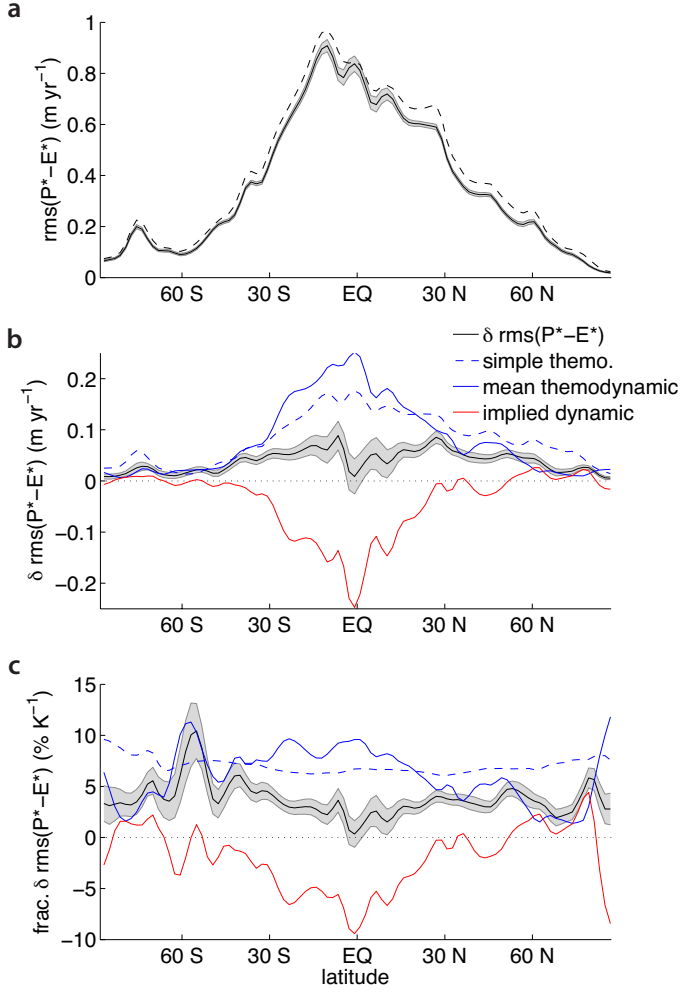 a
rms(P*−E*) (m yr⁻¹)
1
0.8
0.6
0.4
0.2
0
60 S 30 S EQ 30 N 60 N
b
δ rms(P*−E*)
simple themo.
mean themodynamic
implied dynamic
δ rms(P*−E*) (m yr⁻¹)
0.2
0.1
0
−0.1
−0.2
60 S 30 S EQ 30 N 60 N
c
frac. δ rms(P*−E*) (% K⁻¹)
15
10
5
0
−5
−10
60 S 30 S EQ 30 N 60 N
latitude